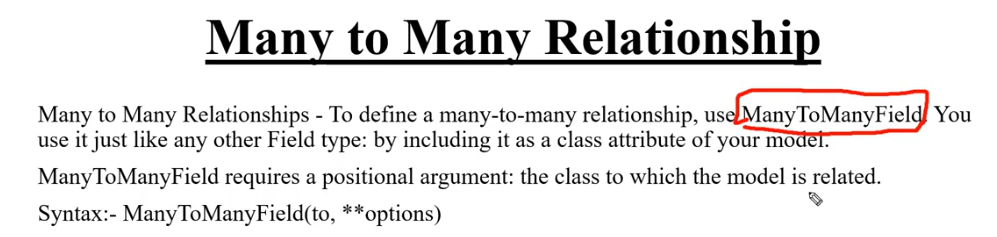 Many to Many Relationship
Many to Many Relationships - To define a many-to-many relationship, use ManyToManyField. You
use it just like any other Field type: by including it as a class attribute of your model.
ManyToManyField requires a positional argument: the class to which the model is related.
Syntax:- ManyToManyField(to, **options)